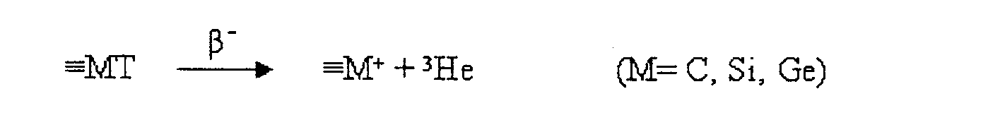 ≡MT β⁻ → ≡M⁺ + ³He (M= C, Si, Ge)